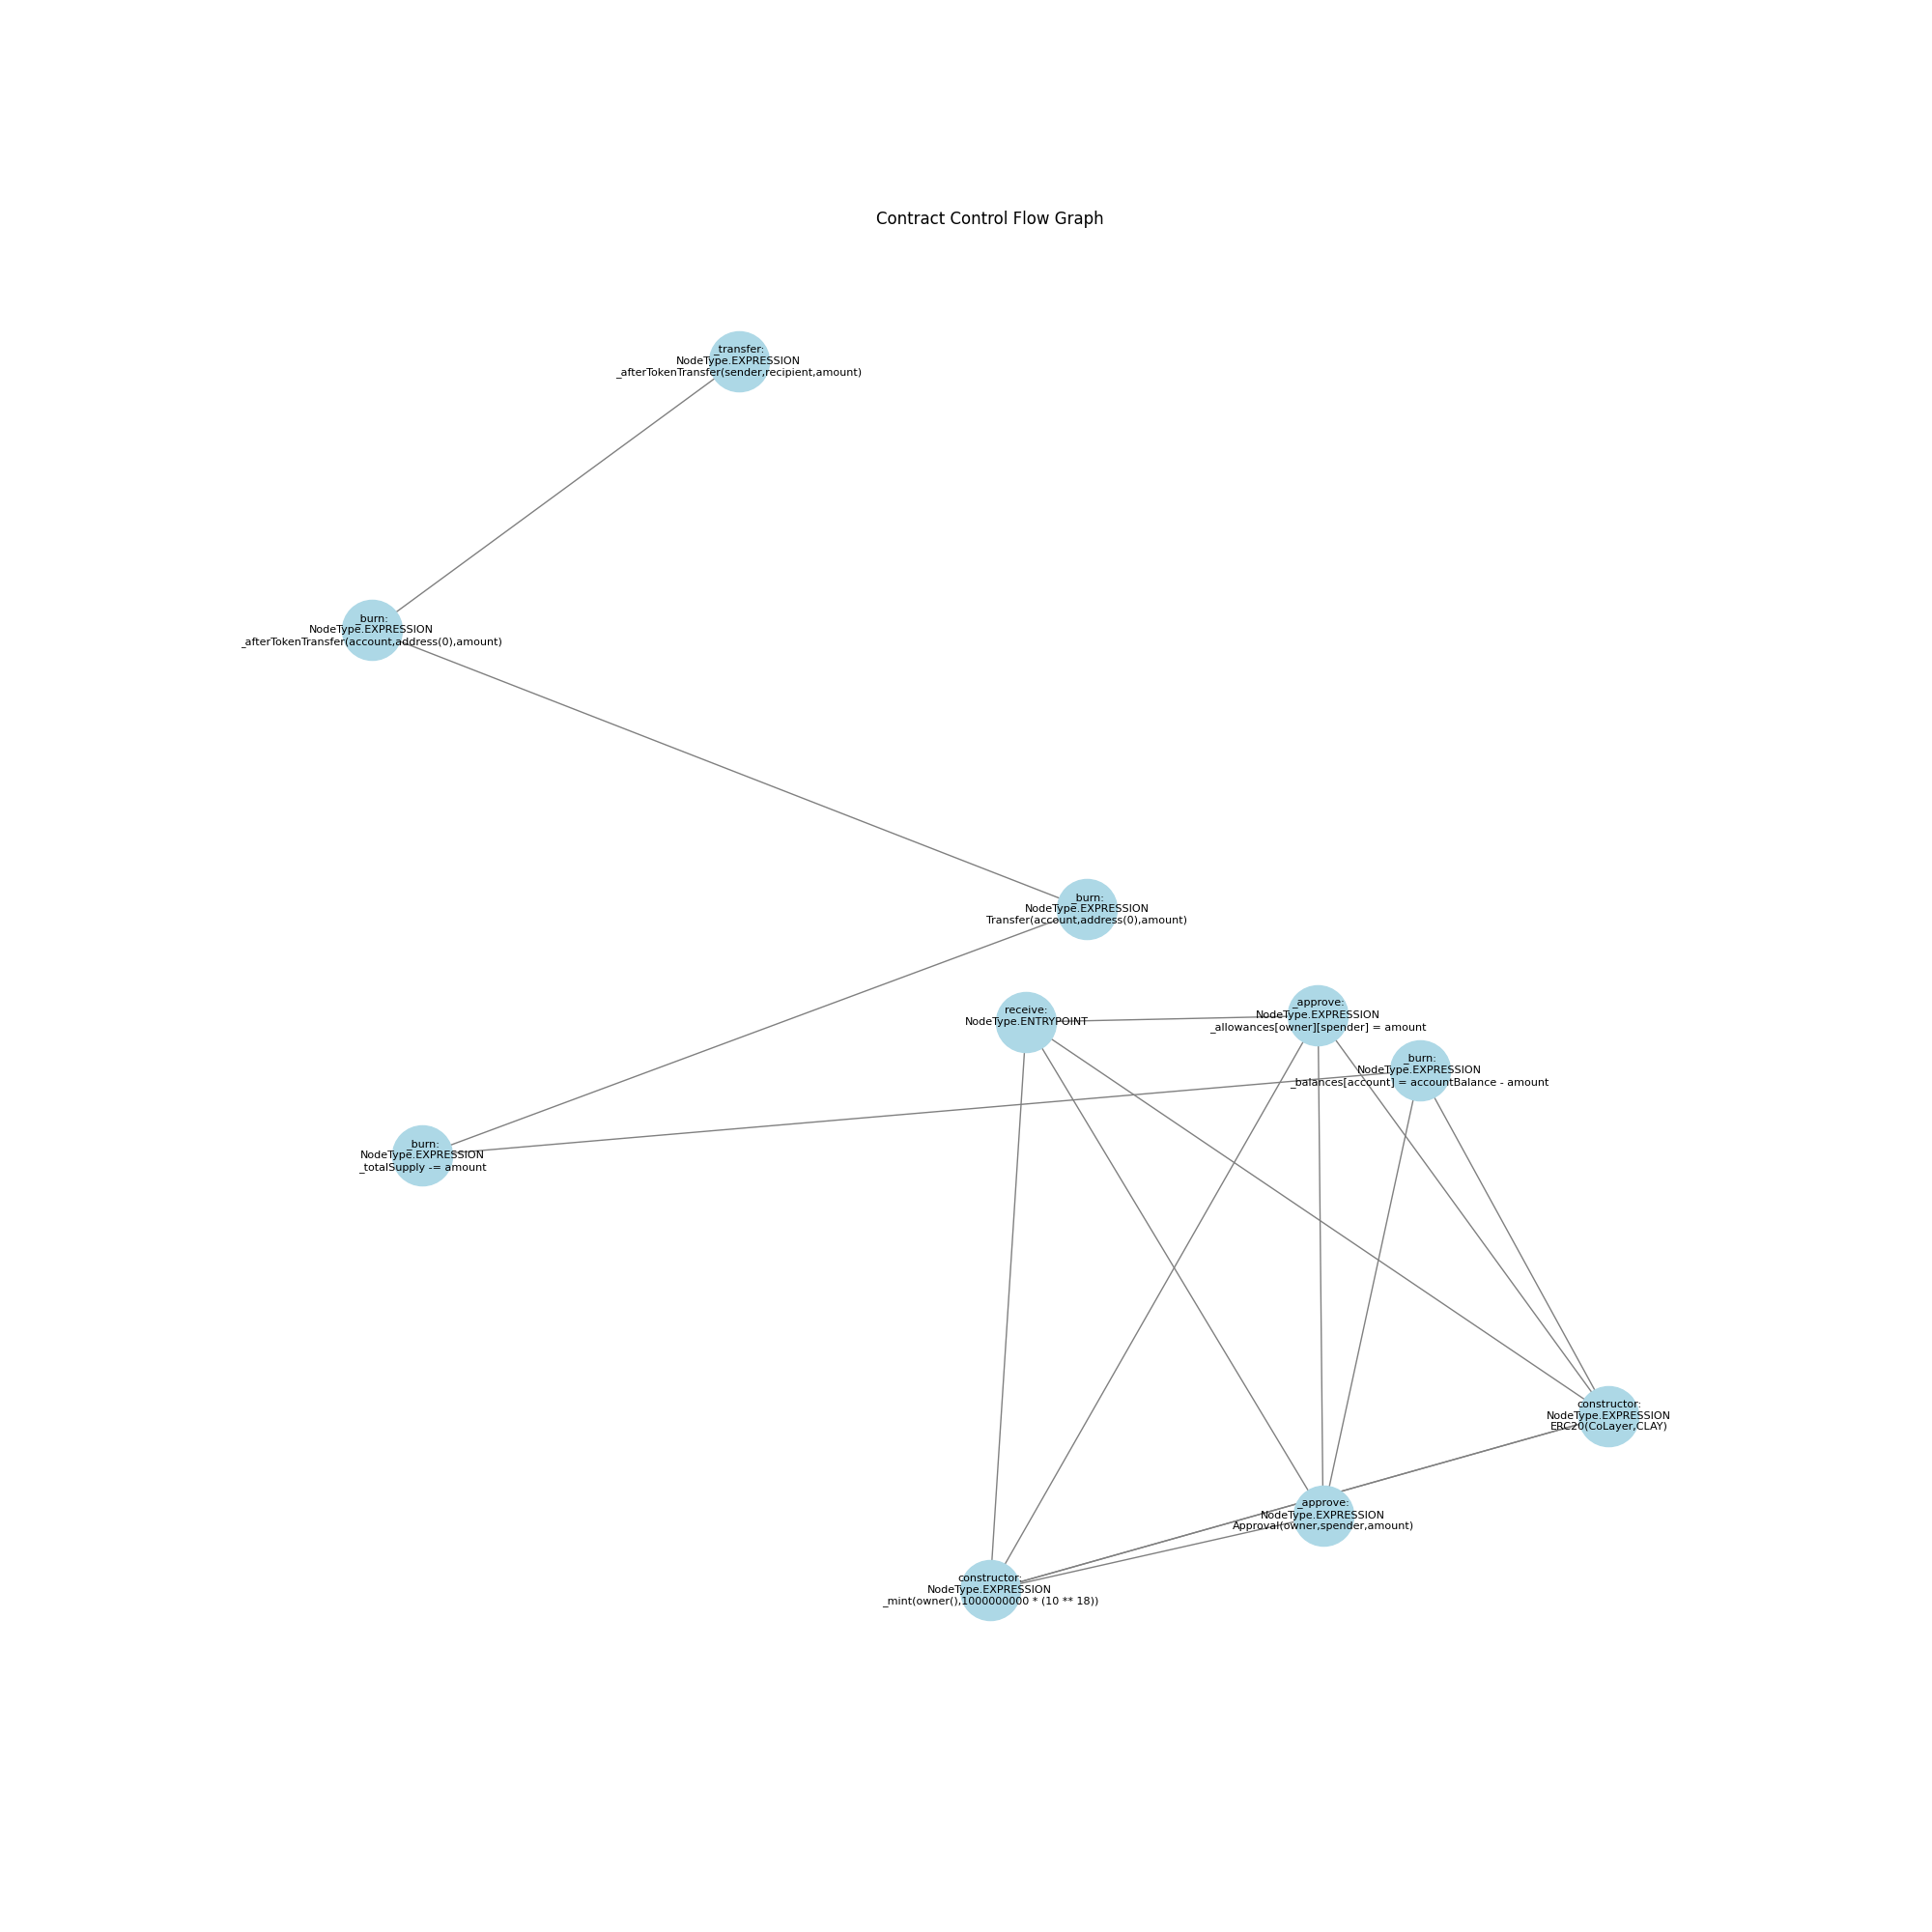 Contract Control Flow Graph
_transfer:
NodeType.EXPRESSION
_afterTokenTransfer(sender,recipient,amount)
_burn:
NodeType.EXPRESSION
_afterTokenTransfer(account,address(0),amount)
_burn:
NodeType.EXPRESSION
Transfer(account,address(0),amount)
receive:
NodeType.ENTRYPOINT
_approve:
NodeType.EXPRESSION
_allowances[owner][spender] = amount
_burn:
NodeType.EXPRESSION
_balances[account] = accountBalance - amount
_burn:
NodeType.EXPRESSION
_totalSupply -= amount
constructor:
NodeType.EXPRESSION
ERC20(CoLayer,CLAY)
_approve:
NodeType.EXPRESSION
Approval(owner,spender,amount)
constructor:
NodeType.EXPRESSION
_mint(owner(),1000000000 * (10 ** 18))